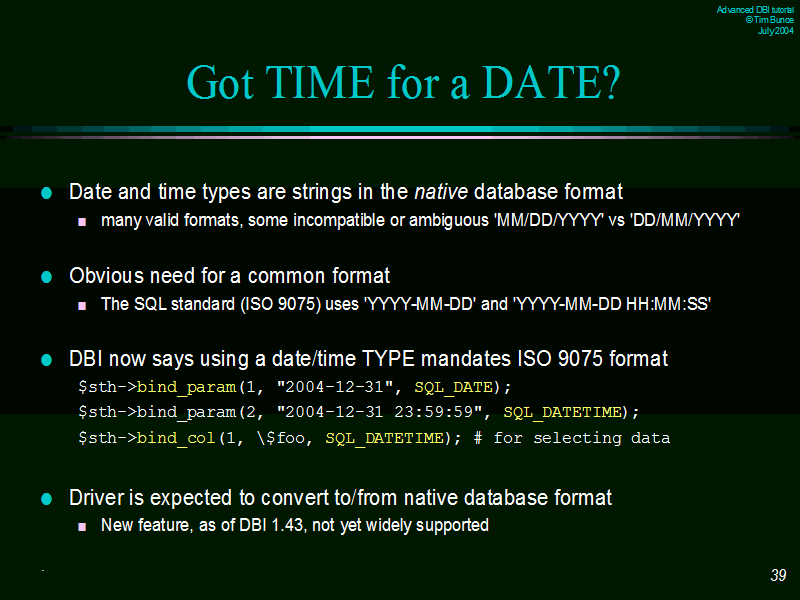 Advanced DBI tutorial
© Tim Bunce
July 2004
Got TIME for a DATE?
Date and time types are strings in the native database format
many valid formats, some incompatible or ambiguous 'MM/DD/YYYY' vs 'DD/MM/YYYY'
Obvious need for a common format
The SQL standard (ISO 9075) uses 'YYYY-MM-DD' and 'YYYY-MM-DD HH:MM:SS'
DBI now says using a date/time TYPE mandates ISO 9075 format
$sth->bind_param(1, "2004-12-31", SQL_DATE);
$sth->bind_param(2, "2004-12-31 23:59:59", SQL_DATETIME);
$sth->bind_col(1, \$foo, SQL_DATETIME); # for selecting data
Driver is expected to convert to/from native database format
New feature, as of DBI 1.43, not yet widely supported
.
39